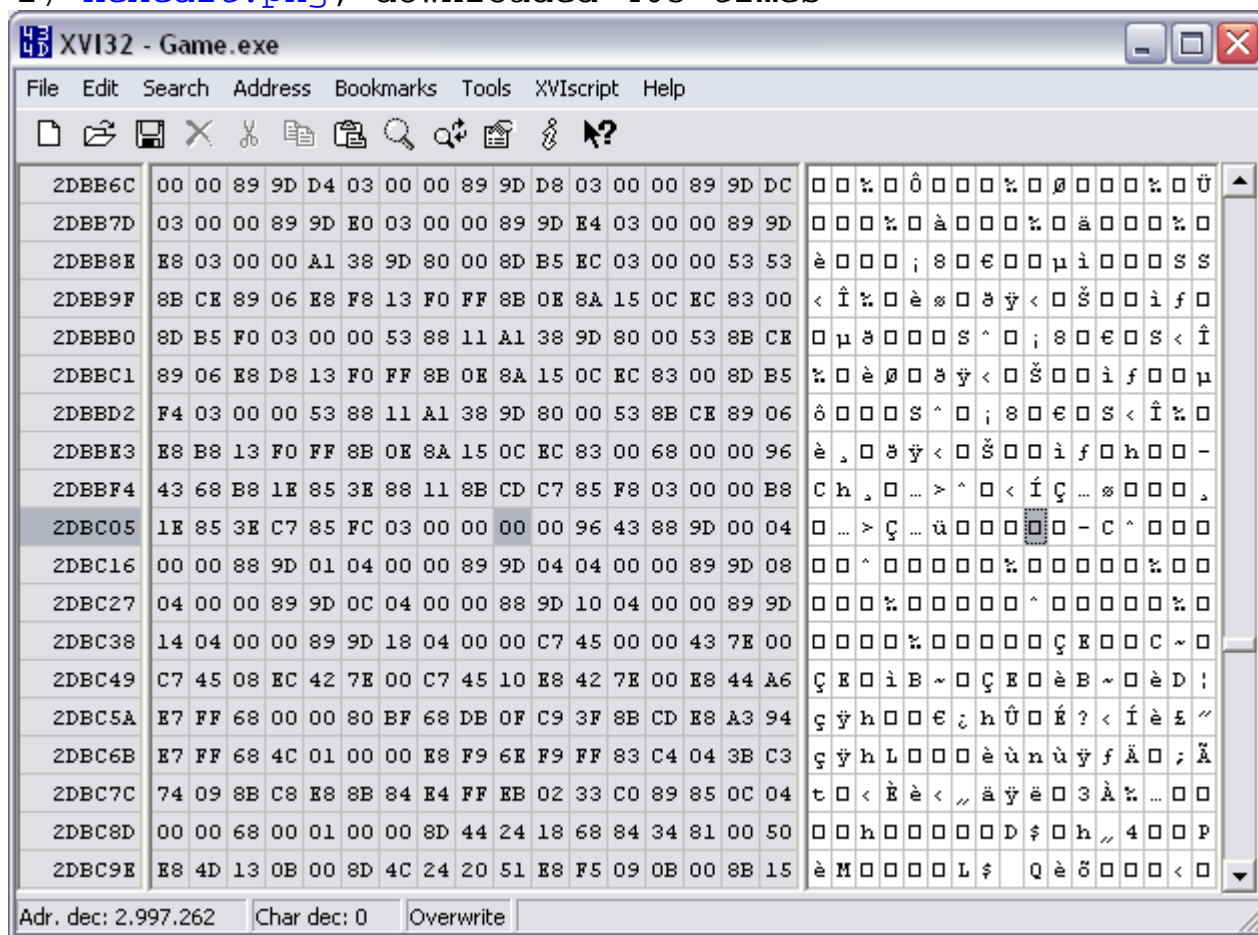 hexedit.png, downloaded times
XVI32 - Game.exe
File Edit Search Address Bookmarks Tools XVIscript Help
2DBB6C 00 00 89 9D D4 03 00 00 89 9D D8 03 00 00 89 9D DC □ □ ‰ □ Ô □ □ □ ‰ □ Ø □ □ □ ‰ □ Ü
2DBB7D 03 00 00 89 9D E0 03 00 00 89 9D E4 03 00 00 89 9D □ □ □ ‰ □ à □ □ □ ‰ □ ä □ □ □ ‰ □
2DBB8E E8 03 00 00 A1 38 9D 80 00 8D B5 EC 03 00 00 53 53 è □ □ □ ¡ 8 □ € □ □ µ ì □ □ □ S S
2DBB9F 8B CE 89 06 E8 F8 13 F0 FF 8B 0E 8A 15 0C EC 83 00 ‹ Î ‰ □ è ø □ ð ÿ ‹ □ Š □ □ ì ƒ □
2DBBB0 8D B5 F0 03 00 00 53 88 11 A1 38 9D 80 00 53 8B CE □ µ ð □ □ □ S ˆ □ ¡ 8 □ € □ S ‹ Î
2DBBC1 89 06 E8 D8 13 F0 FF 8B 0E 8A 15 0C EC 83 00 8D B5 ‰ □ è Ø □ ð ÿ ‹ □ Š □ □ ì ƒ □ □ µ
2DBBD2 F4 03 00 00 53 88 11 A1 38 9D 80 00 53 8B CE 89 06 ô □ □ □ S ˆ □ ¡ 8 □ € □ S ‹ Î ‰ □
2DBBE3 E8 B8 13 F0 FF 8B 0E 8A 15 0C EC 83 00 68 00 00 96 è ¸ □ ð ÿ ‹ □ Š □ □ ì ƒ □ h □ □ –
2DBBF4 43 68 B8 1E 85 3E 88 11 8B CD C7 85 F8 03 00 00 B8 C h ¸ □ … > ˆ □ ‹ Í Ç … ø □ □ □ ¸
2DBC05 1E 85 3E C7 85 FC 03 00 00 00 00 96 43 88 9D 00 04 □ … > Ç … ü □ □ □ □ □ – C ˆ □ □ □
2DBC16 00 00 88 9D 01 04 00 00 89 9D 04 04 00 00 89 9D 08 □ □ ˆ □ □ □ □ □ ‰ □ □ □ □ □ ‰ □ □
2DBC27 04 00 00 89 9D 0C 04 00 00 88 9D 10 04 00 00 89 9D □ □ □ ‰ □ □ □ □ □ ˆ □ □ □ □ □ ‰ □
2DBC38 14 04 00 00 89 9D 18 04 00 00 C7 45 00 00 43 7E 00 □ □ □ □ ‰ □ □ □ □ □ Ç E □ □ C ~ □
2DBC49 C7 45 08 EC 42 7E 00 C7 45 10 E8 42 7E 00 E8 44 A6 Ç E □ ì B ~ □ Ç E □ è B ~ □ è D ¦
2DBC5A E7 FF 68 00 00 80 BF 68 DB 0F C9 3F 8B CD E8 A3 94 ç ÿ h □ □ € ¿ h Û □ É ? ‹ Í è £ ”
2DBC6B E7 FF 68 4C 01 00 00 E8 F9 6E F9 FF 83 C4 04 3B C3 ç ÿ h L □ □ □ è ù n ù ÿ ƒ Ä □ ; Ã
2DBC7C 74 09 8B C8 E8 8B 84 E4 FF EB 02 33 C0 89 85 0C 04 t □ ‹ È è ‹ „ ä ÿ ë □ 3 À ‰ … □ □
2DBC8D 00 00 68 00 01 00 00 8D 44 24 18 68 84 34 81 00 50 □ □ h □ □ □ □ □ D $ □ h „ 4 □ □ P
2DBC9E E8 4D 13 0B 00 8D 4C 24 20 51 E8 F5 09 0B 00 8B 15 è M □ □ □ □ L $ Q è õ □ □ □ ‹ □
Adr. dec: 2.997.262 Char dec: 0 Overwrite